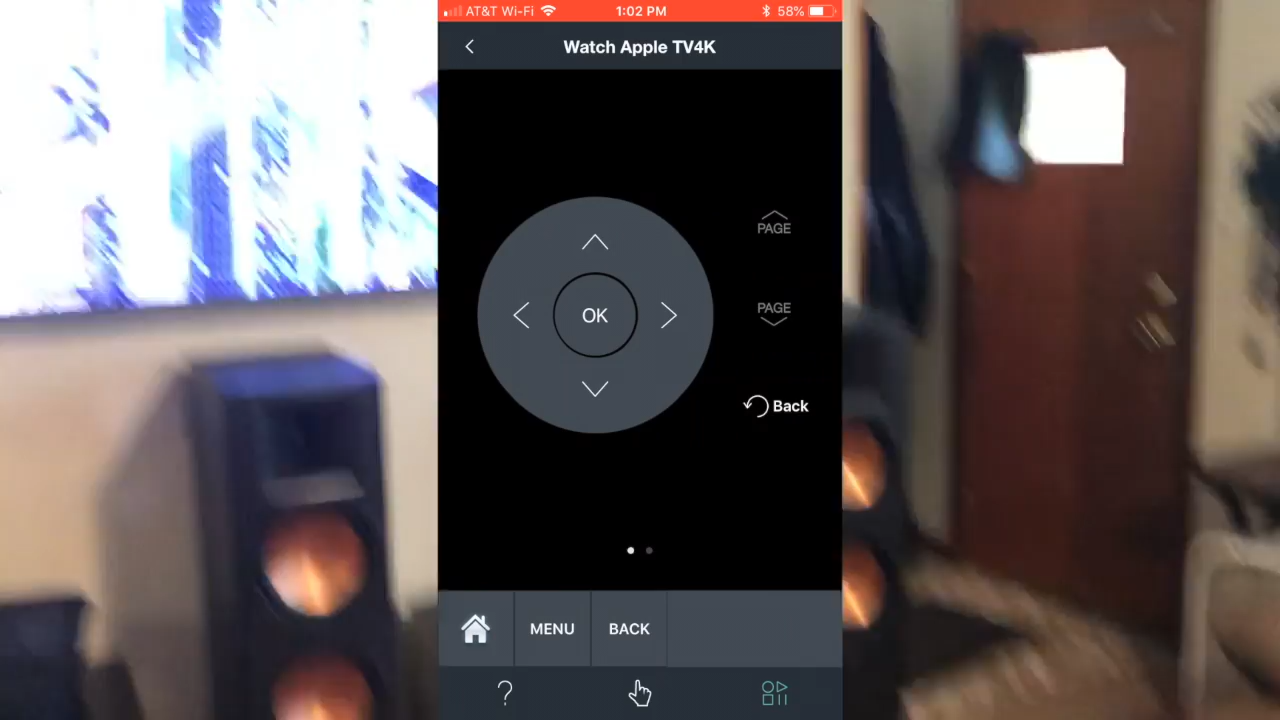 AT&T Wi-Fi 1:02 PM 58%
Watch Apple TV4K
PAGE
OK
PAGE
Back
MENU BACK
?